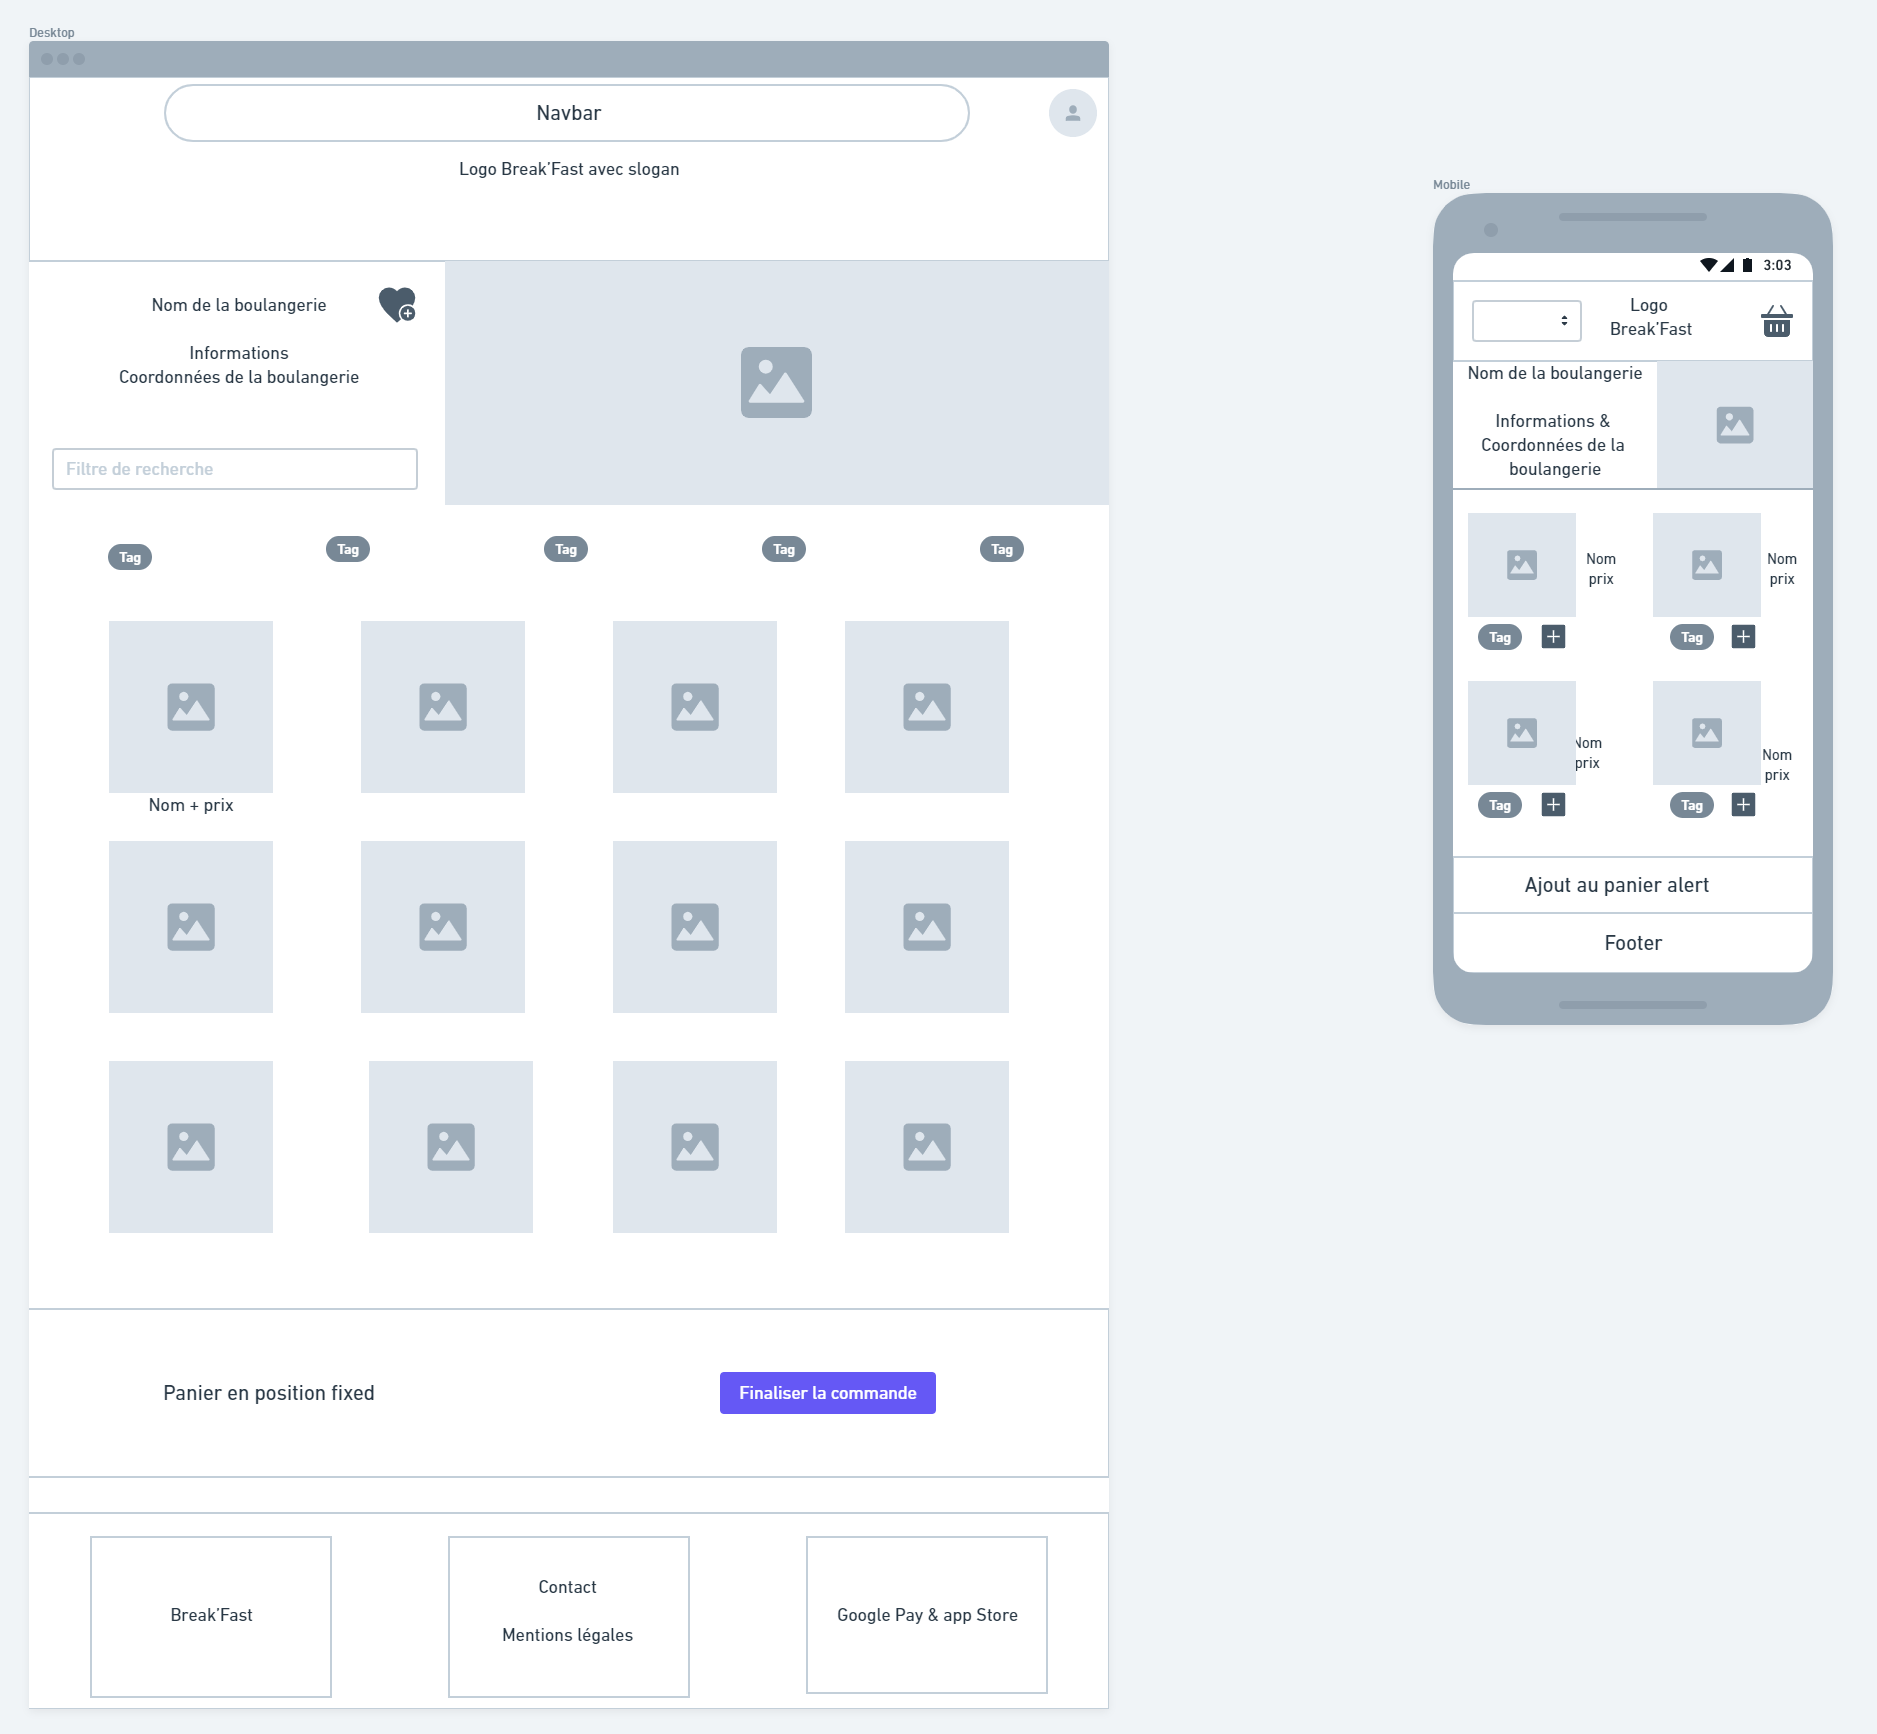 Desktop
Navbar
Logo Break'Fast avec slogan
Nom de la boulangerie
Informations
Coordonnées de la boulangerie
Filtre de recherche
Tag
Tag
Tag
Tag
Tag
Nom + prix
Panier en position fixed
Finaliser la commande
Break'Fast
Contact
Mentions légales
Google Pay & app Store
Mobile
3:03
Logo
Break'Fast
Nom de la boulangerie
Informations &
Coordonnées de la
boulangerie
Nom
prix
Nom
prix
Tag
Tag
Nom
prix
Nom
prix
Tag
Tag
Ajout au panier alert
Footer